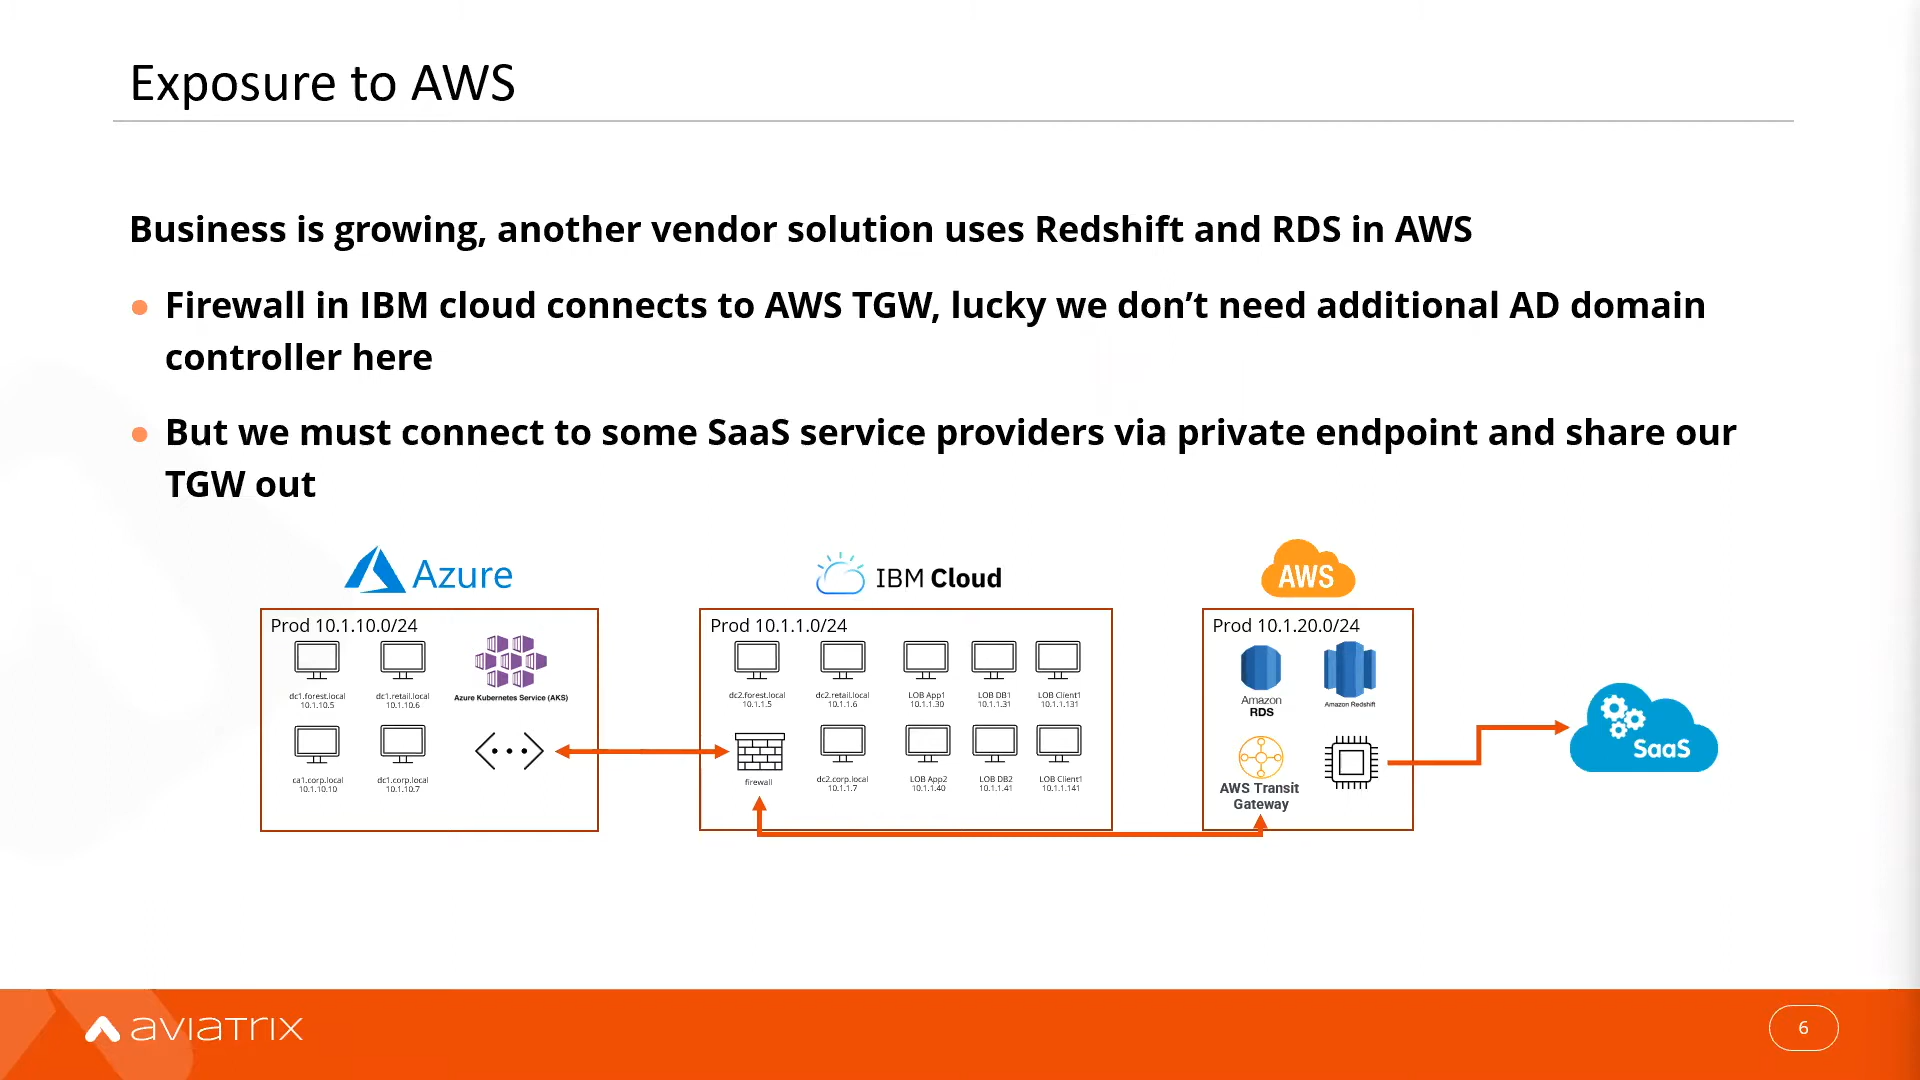 Exposure to AWS
Business is growing, another vendor solution uses Redshift and RDS in AWS
Firewall in IBM cloud connects to AWS TGW, lucky we don’t need additional AD domain
controller here
But we must connect to some SaaS service providers via private endpoint and share our
TGW out
Azure
IBM Cloud
AWS
Prod 10.1.10.0/24
dc1.forest.local
10.1.10.5
dc1.retail.local
10.1.10.6
Azure Kubernetes Service (AKS)
ca1.corp.local
10.1.10.10
dc1.corp.local
10.1.10.7
Prod 10.1.1.0/24
dc2.forest.local
10.1.1.5
dc2.retail.local
10.1.1.6
LOB App1
10.1.1.30
LOB DB1
10.1.1.31
LOB Client1
10.1.1.131
firewall
dc2.corp.local
10.1.1.7
LOB App2
10.1.1.40
LOB DB2
10.1.1.41
LOB Client1
10.1.1.141
Prod 10.1.20.0/24
Amazon
RDS
Amazon Redshift
AWS Transit
Gateway
SaaS
aviatrix
6